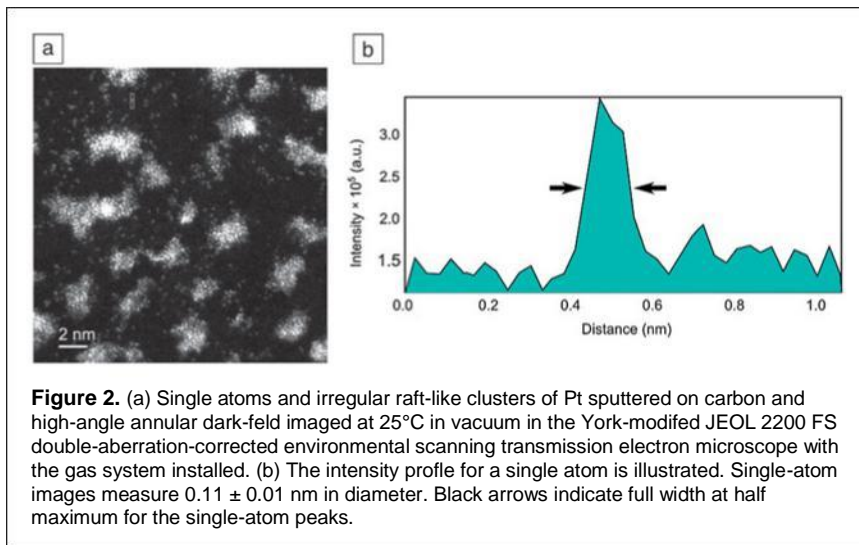 a
b
2 nm
Intensity × 10⁵ (a.u.)
3.0
2.5
2.0
1.5
0.0 0.2 0.4 0.6 0.8 1.0
Distance (nm)
Figure 2. (a) Single atoms and irregular raft-like clusters of Pt sputtered on carbon and
high-angle annular dark-feld imaged at 25°C in vacuum in the York-modifed JEOL 2200 FS
double-aberration-corrected environmental scanning transmission electron microscope with
the gas system installed. (b) The intensity profle for a single atom is illustrated. Single-atom
images measure 0.11 ± 0.01 nm in diameter. Black arrows indicate full width at half
maximum for the single-atom peaks.